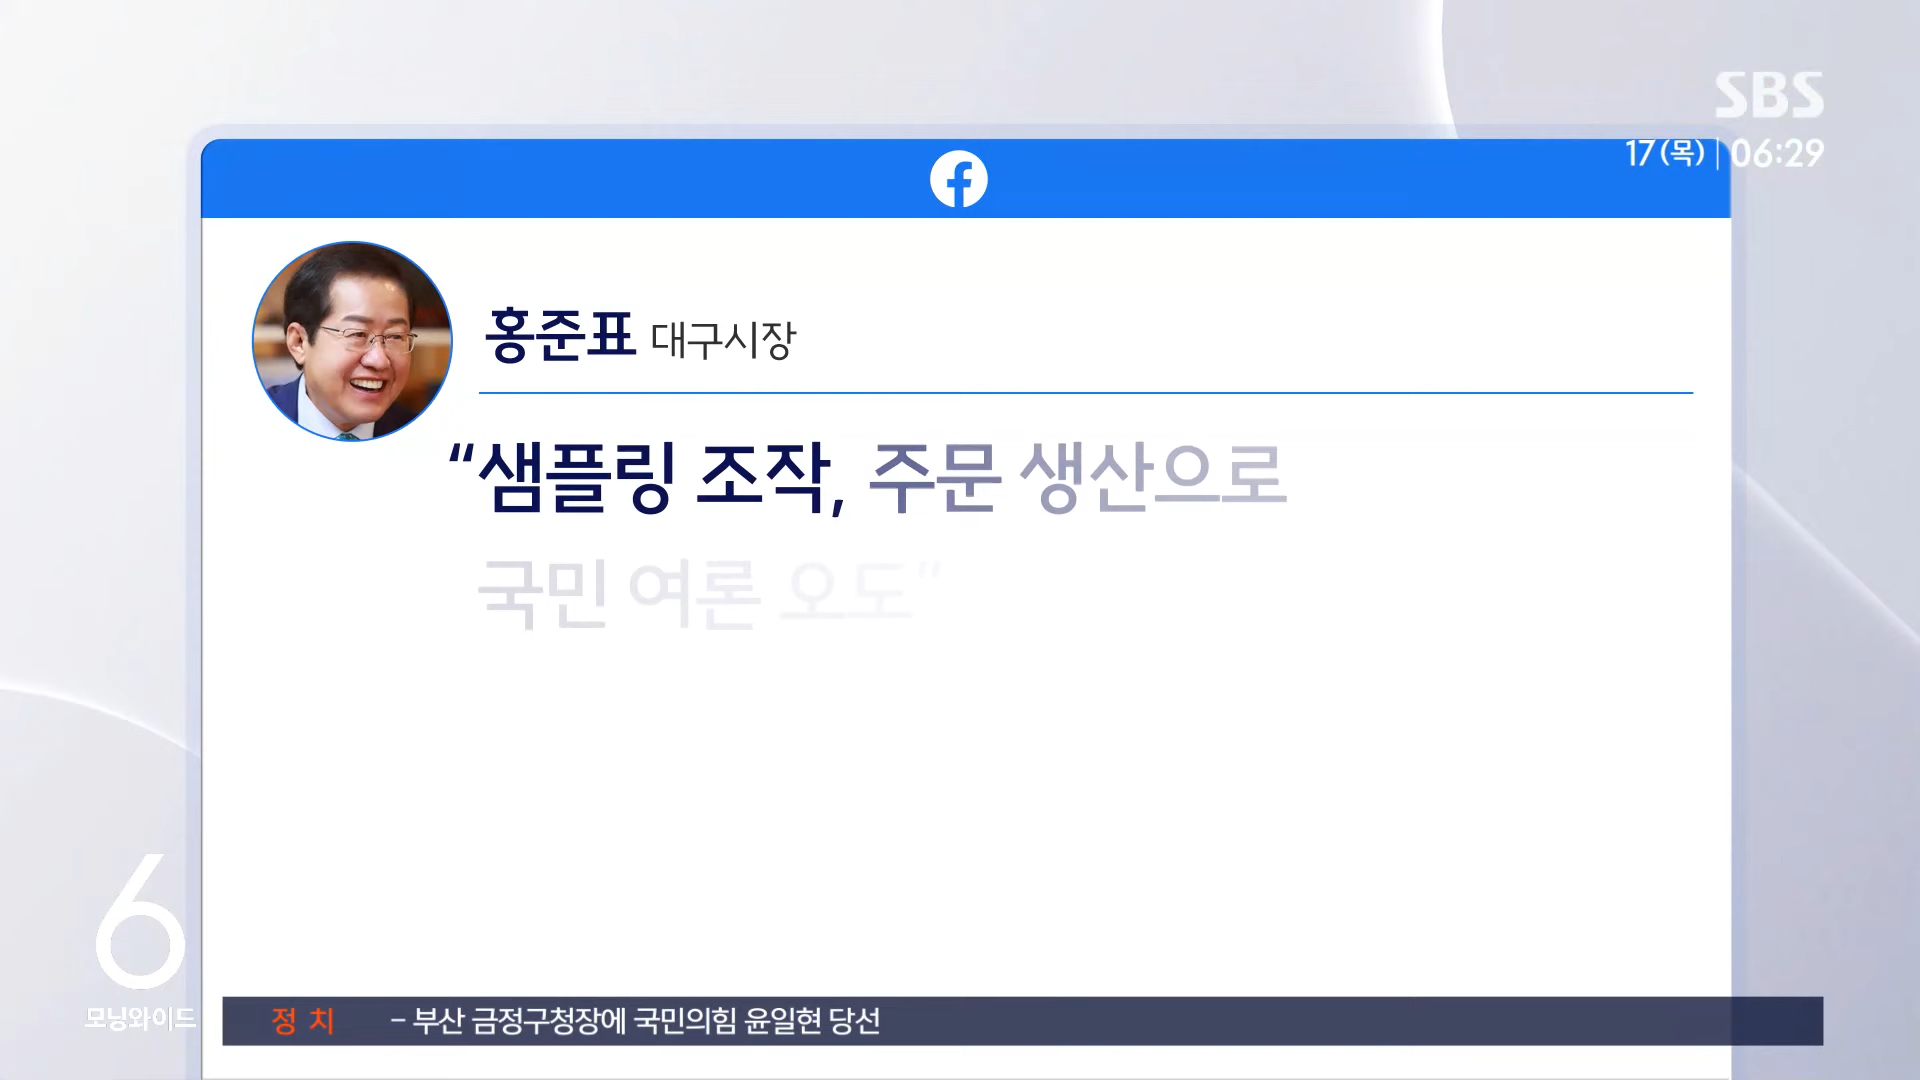 SBS
17(목) 06:29
홍준표 대구시장
“샘플링 조작, 주문 생산으로
국민 여론 오도”
6
모닝와이드
정 치 - 부산 금정구청장에 국민의힘 윤일현 당선